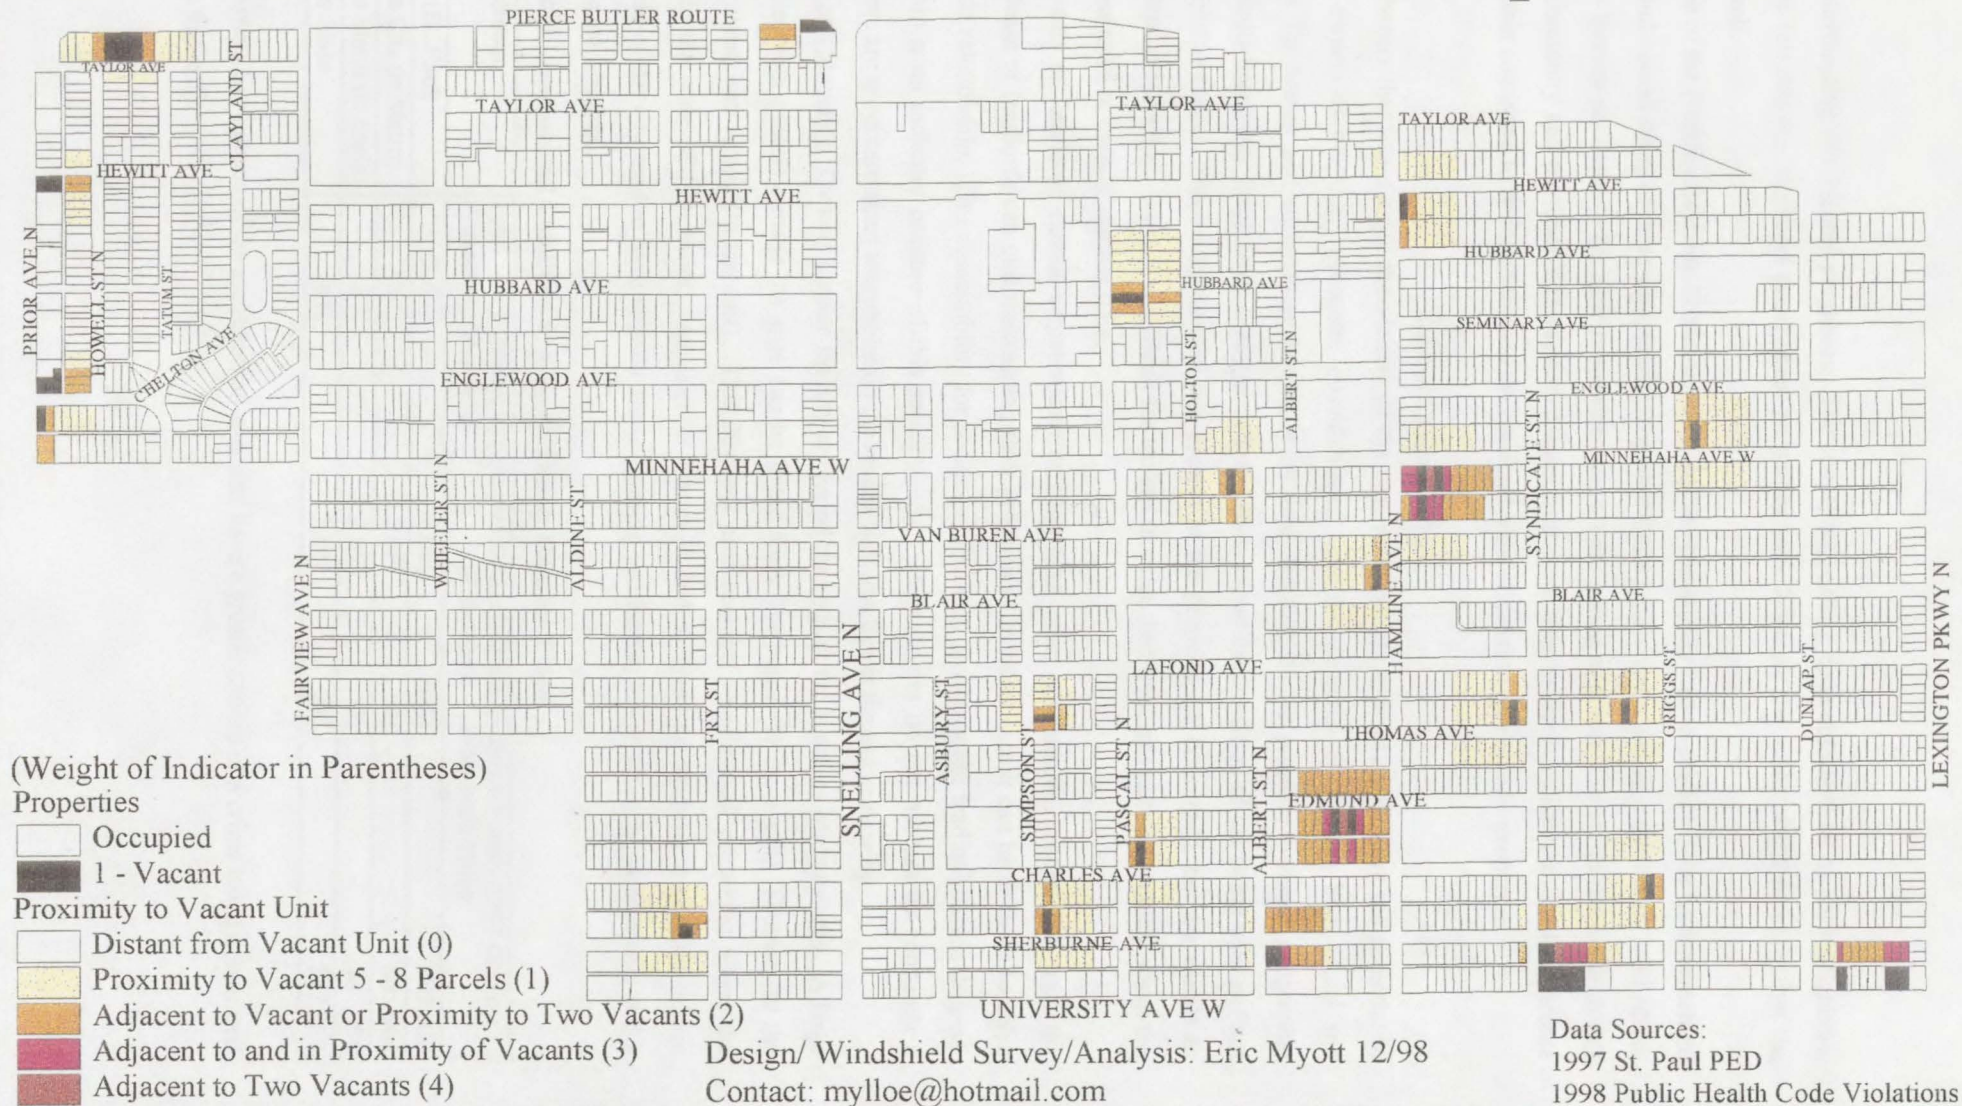 PIERCE BUTLER ROUTE
TAYLOR AVE
CLAYLAND ST
TAYLOR AVE
TAYLOR AVE
TAYLOR AVE
HEWITT AVE
HEWITT AVE
HEWITT AVE
PRIOR AVE N
HOWELL ST N
TATUM ST
HUBBARD AVE
HUBBARD AVE
HUBBARD AVE
SEMINARY AVE
CHELTON AVE
ENGLEWOOD AVE
HOLTON ST
ALBERT ST N
ENGLEWOOD AVE
SYNDICATE ST N
MINNEHAHA AVE W
MINNEHAHA AVE W
WHEELER ST N
ALDINE ST
VAN BUREN AVE
HAMLINE AVE N
FAIRVIEW AVE N
BLAIR AVE
BLAIR AVE
LEXINGTON PKWY N
SNELLING AVE N
LAFOND AVE
FRY ST
ASBURY ST
SIMPSON ST
PASCAL ST N
GRIGGS ST.
DUNLAP ST.
THOMAS AVE
ALBERT ST N
EDMUND AVE
CHARLES AVE
SHERBURNE AVE
UNIVERSITY AVE W
(Weight of Indicator in Parentheses)
Properties
Occupied
1 - Vacant
Proximity to Vacant Unit
Distant from Vacant Unit (0)
Proximity to Vacant 5 - 8 Parcels (1)
Adjacent to Vacant or Proximity to Two Vacants (2)
Adjacent to and in Proximity of Vacants (3)
Adjacent to Two Vacants (4)
Design/ Windshield Survey/Analysis: Eric Myott 12/98
Contact: mylloe@hotmail.com
Data Sources:
1997 St. Paul PED
1998 Public Health Code Violations